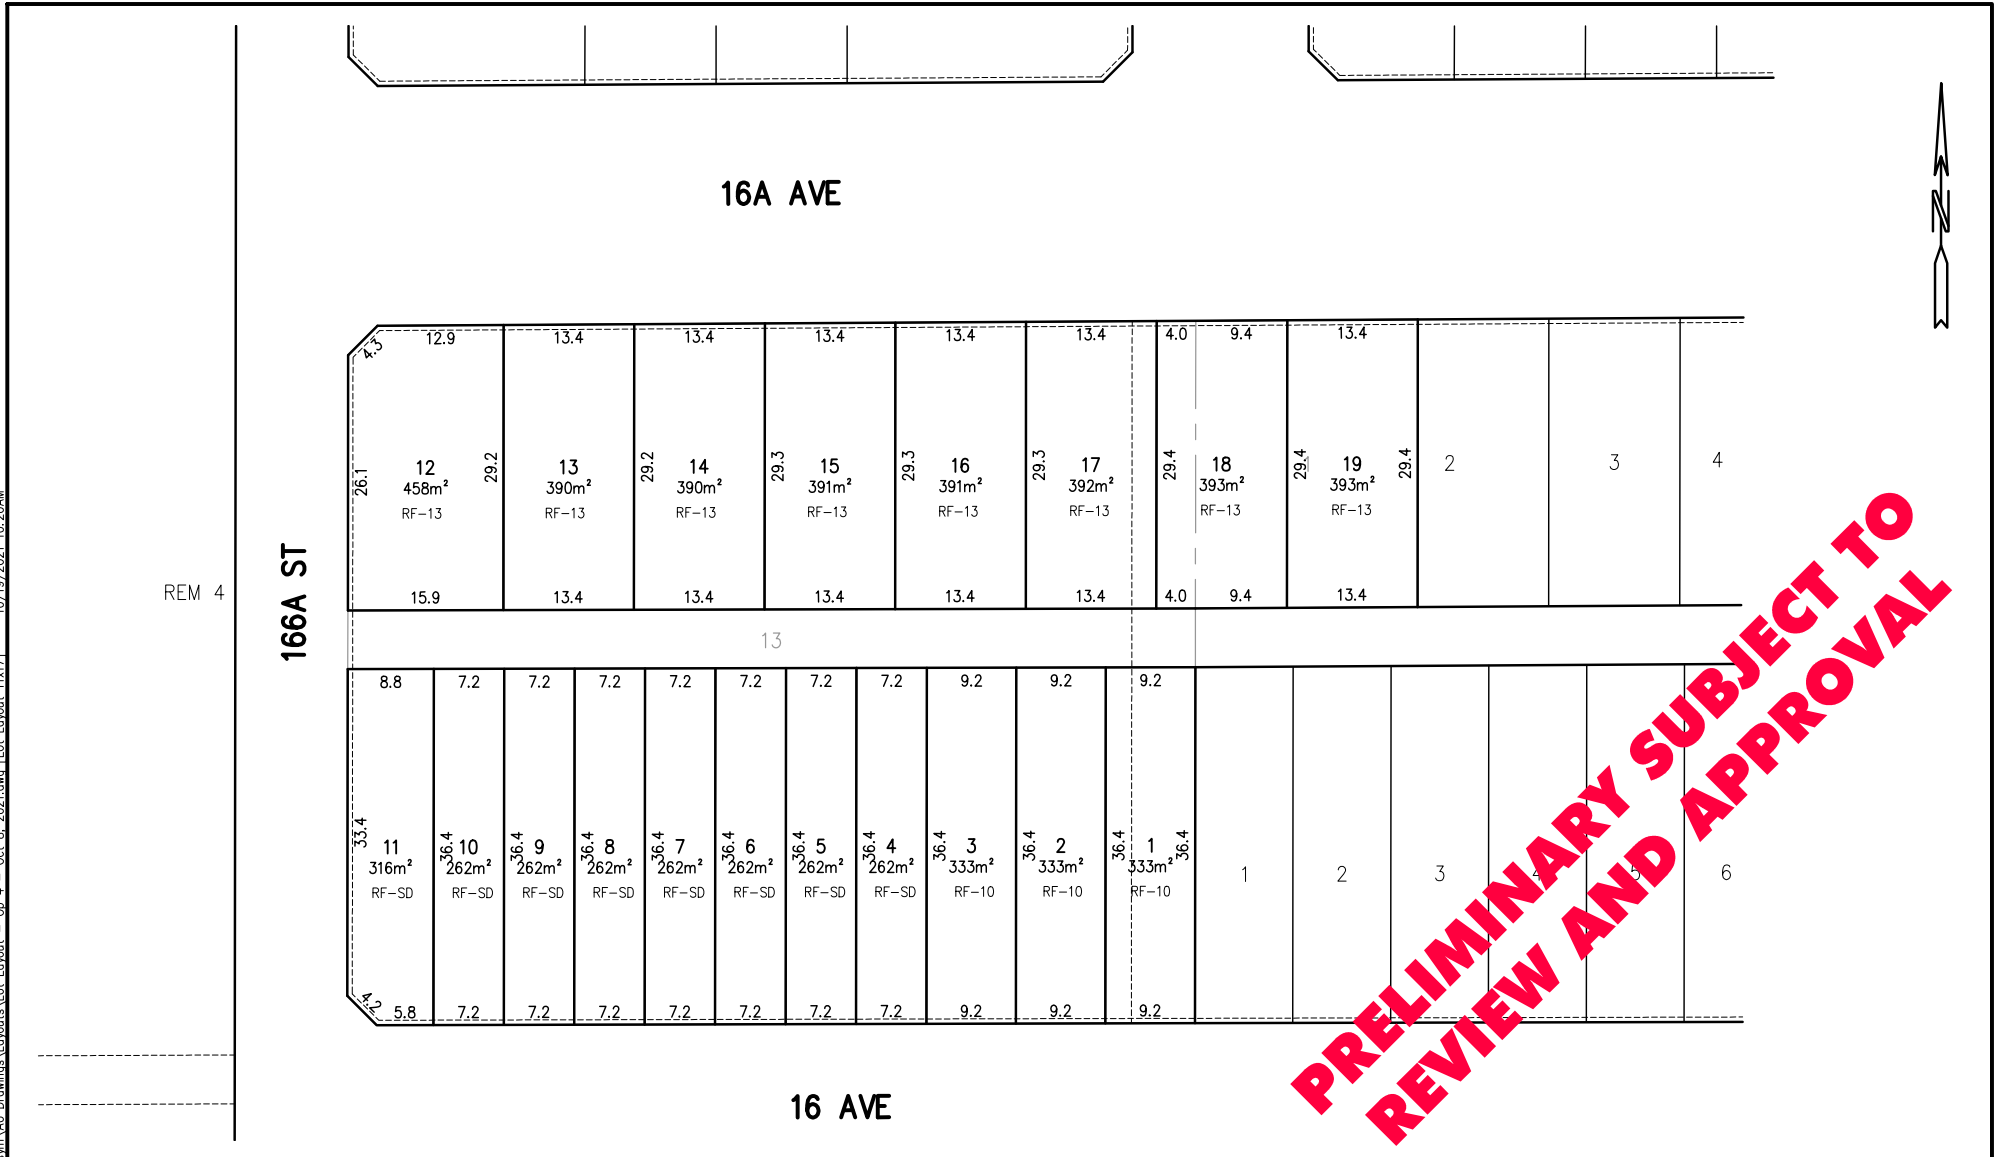 16A AVE
N
4.3 12.9 13.4 13.4 13.4 13.4 13.4 4.0 9.4 13.4
26.1 29.2 29.2 29.3 29.3 29.3 29.4 29.4 29.4
12 13 14 15 16 17 18 19 2 3 4
458m² 390m² 390m² 391m² 391m² 392m² 393m² 393m²
RF-13 RF-13 RF-13 RF-13 RF-13 RF-13 RF-13 RF-13
15.9 13.4 13.4 13.4 13.4 13.4 4.0 9.4 13.4
REM 4
166A ST
13
8.8 7.2 7.2 7.2 7.2 7.2 7.2 7.2 9.2 9.2 9.2
33.4 36.4 36.4 36.4 36.4 36.4 36.4 36.4 36.4 36.4 36.4 36.4
11 10 9 8 7 6 5 4 3 2 1
316m² 262m² 262m² 262m² 262m² 262m² 262m² 262m² 333m² 333m² 333m²
RF-SD RF-SD RF-SD RF-SD RF-SD RF-SD RF-SD RF-SD RF-10 RF-10 RF-10
1 2 3 4 5 6
4.2 5.8 7.2 7.2 7.2 7.2 7.2 7.2 7.2 9.2 9.2 9.2
16 AVE
PRELIMINARY SUBJECT TO
REVIEW AND APPROVAL